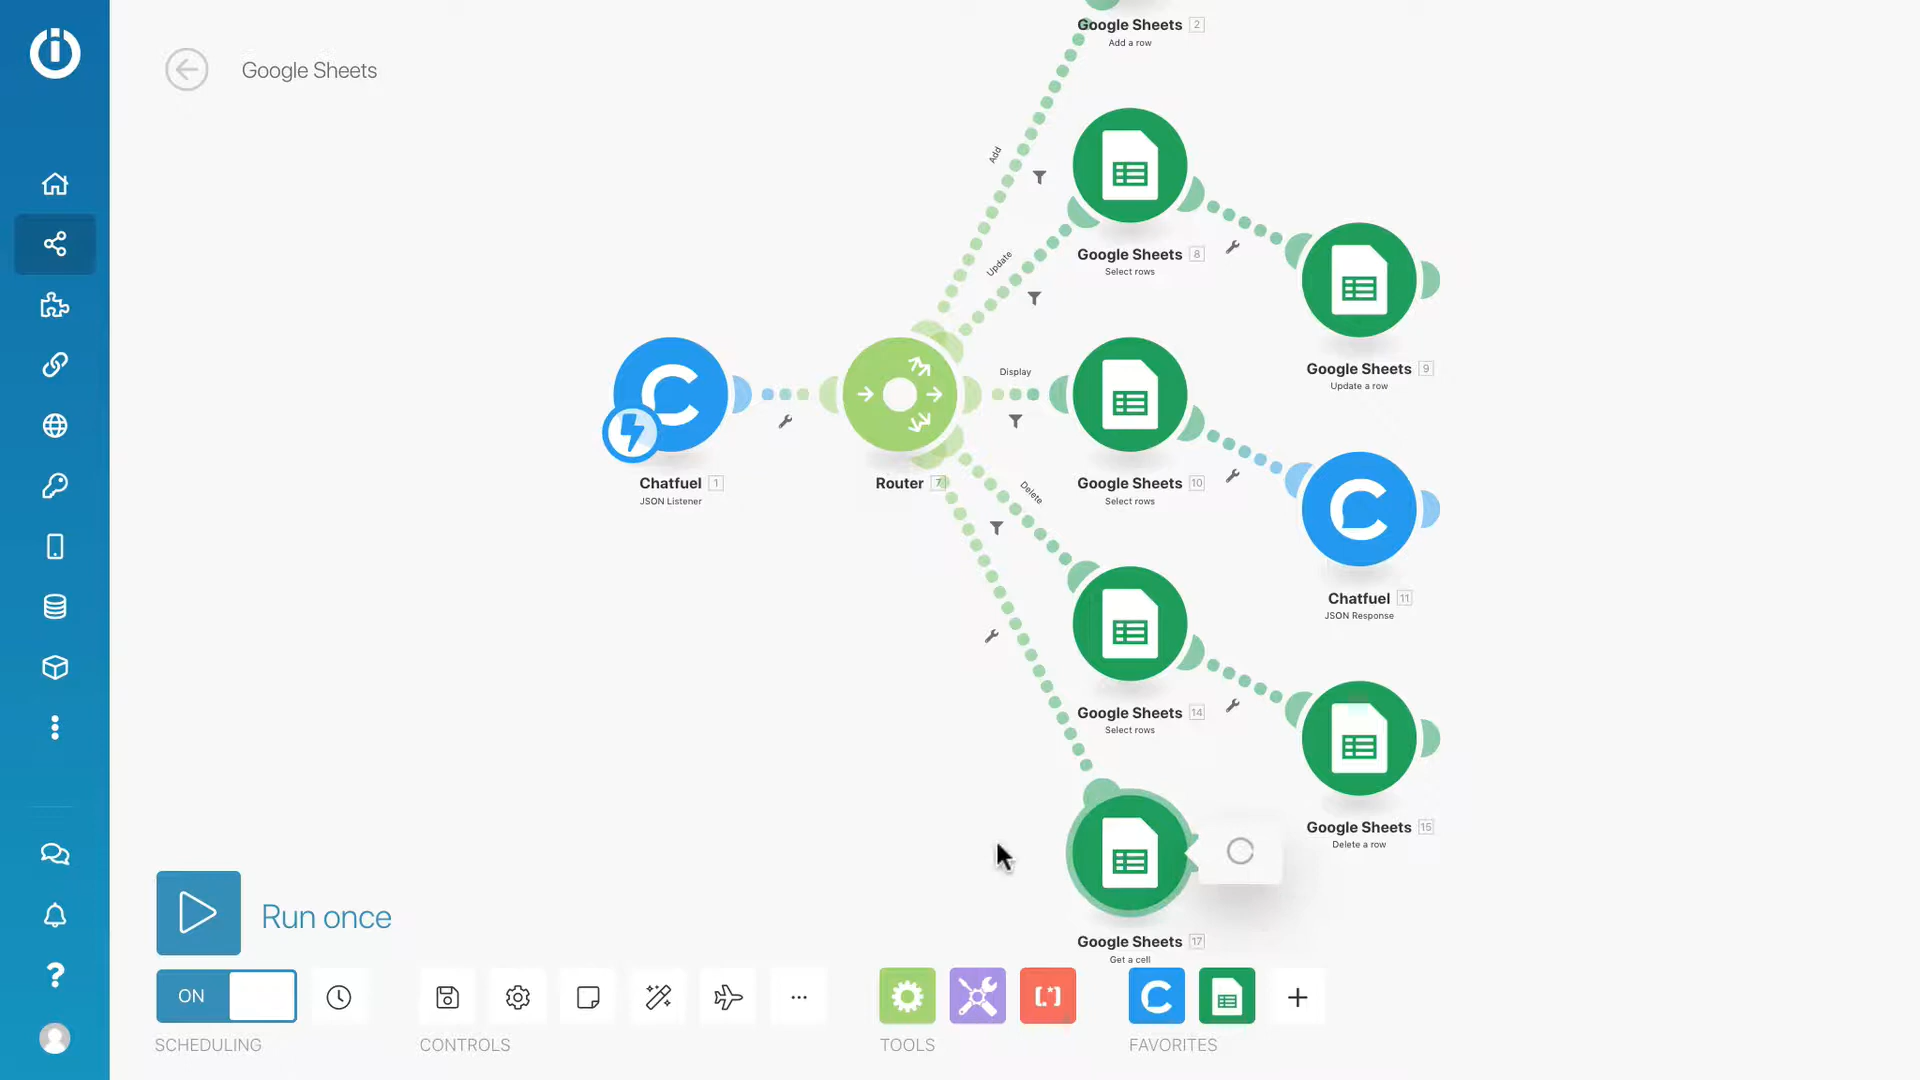 Google Sheets
Google Sheets 2
Add a row
Add
Update
Google Sheets 8
Select rows
Google Sheets 9
Update a row
Display
Chatfuel 1
JSON Listener
Router 7
Google Sheets 10
Select rows
Delete
Chatfuel 11
JSON Response
Google Sheets 14
Select rows
Google Sheets 15
Delete a row
Google Sheets 17
Get a cell
Run once
ON
SCHEDULING
CONTROLS
TOOLS
FAVORITES